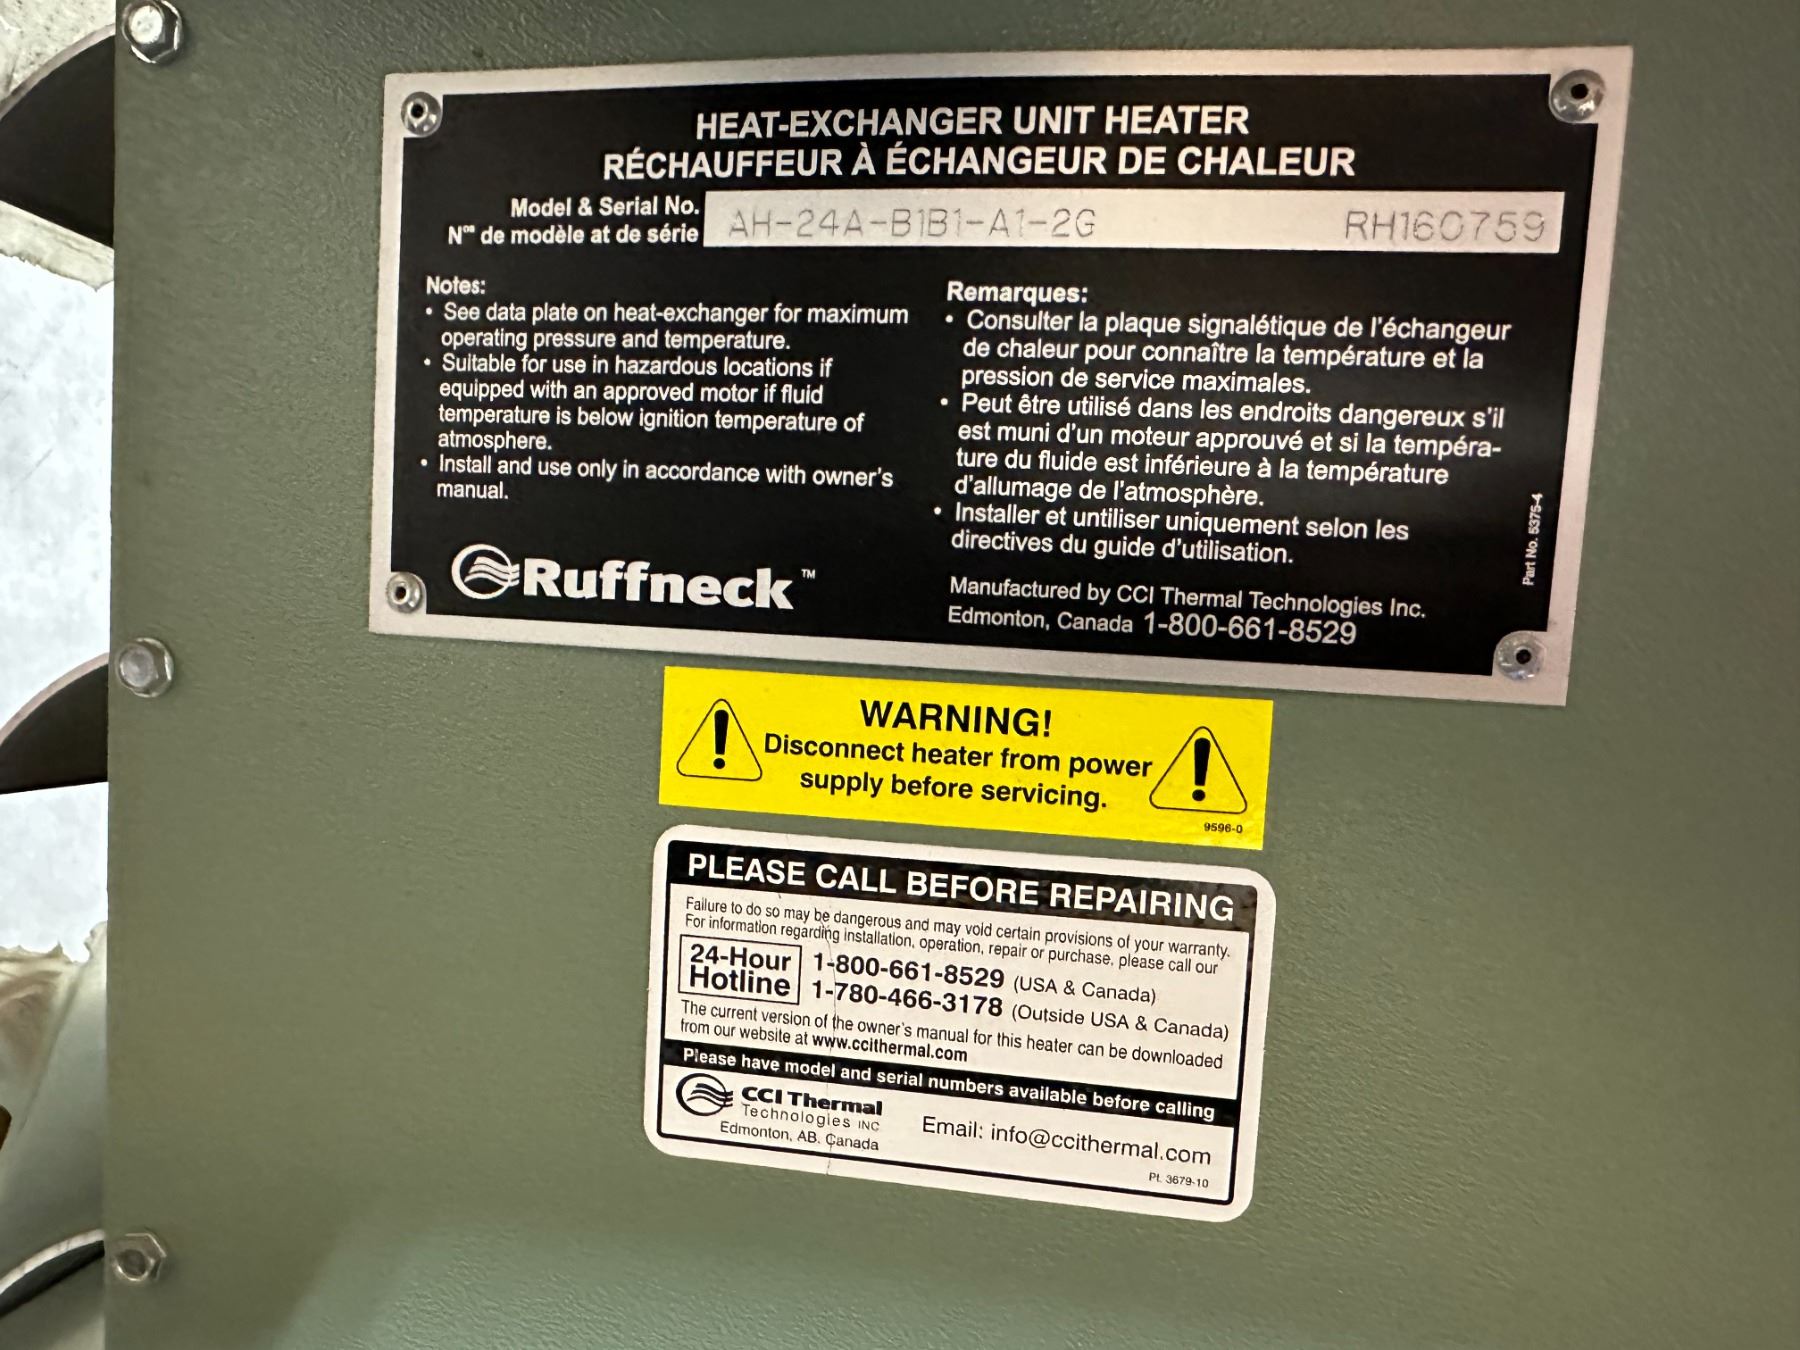 HEAT-EXCHANGER UNIT HEATER
RÉCHAUFFEUR À ÉCHANGEUR DE CHALEUR
Model & Serial No.
Nos de modèle at de série
AH-24A-B1B1-A1-2G RH160759
Notes:
• See data plate on heat-exchanger for maximum
operating pressure and temperature.
• Suitable for use in hazardous locations if
equipped with an approved motor if fluid
temperature is below ignition temperature of
atmosphere.
• Install and use only in accordance with owner's
manual.
Ruffneck™
Remarques:
• Consulter la plaque signalétique de l'échangeur
de chaleur pour connaître la température et la
pression de service maximales.
• Peut être utilisé dans les endroits dangereux s'il
est muni d'un moteur approuvé et si la tempéra-
ture du fluide est inférieure à la température
d'allumage de l'atmosphère.
• Installer et untiliser uniquement selon les
directives du guide d'utilisation.
Manufactured by CCI Thermal Technologies Inc.
Edmonton, Canada 1-800-661-8529
Part No. 5375-4
WARNING!
Disconnect heater from power
supply before servicing.
9596-0
PLEASE CALL BEFORE REPAIRING
Failure to do so may be dangerous and may void certain provisions of your warranty.
For information regarding installation, operation, repair or purchase, please call our
24-Hour
Hotline
1-800-661-8529 (USA & Canada)
1-780-466-3178 (Outside USA & Canada)
The current version of the owner's manual for this heater can be downloaded
from our website at www.ccithermal.com
Please have model and serial numbers available before calling
CCI Thermal
Technologies INC
Edmonton, AB. Canada
Email: info@ccithermal.com
Pt. 3679-10